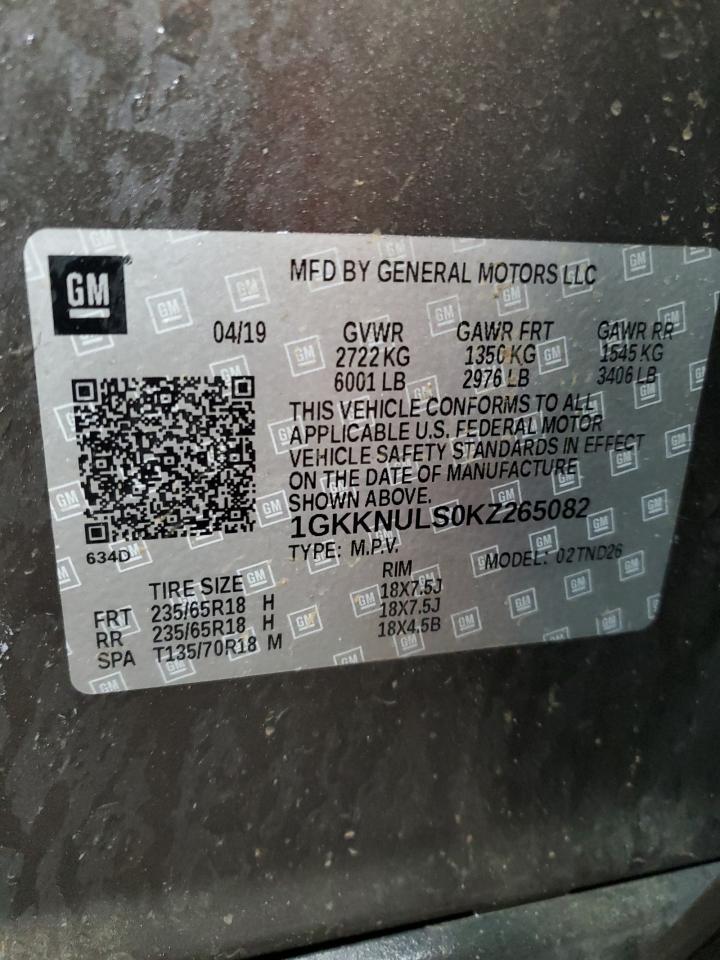 GM
MFD BY GENERAL MOTORS LLC
04/19 GVWR GAWR FRT GAWR RR
2722 KG 1350 KG 1545 KG
6001 LB 2976 LB 3406 LB
THIS VEHICLE CONFORMS TO ALL
APPLICABLE U.S. FEDERAL MOTOR
VEHICLE SAFETY STANDARDS IN EFFECT
ON THE DATE OF MANUFACTURE
SHOWN ABOVE.
1GKKNULS0KZ265082
634D
TYPE: M.P.V. MODEL: 02TND26
TIRE SIZE RIM
FRT 235/65R18 H 18X7.5J
RR 235/65R18 H 18X7.5J
SPA T135/70R18 M 18X4.5B